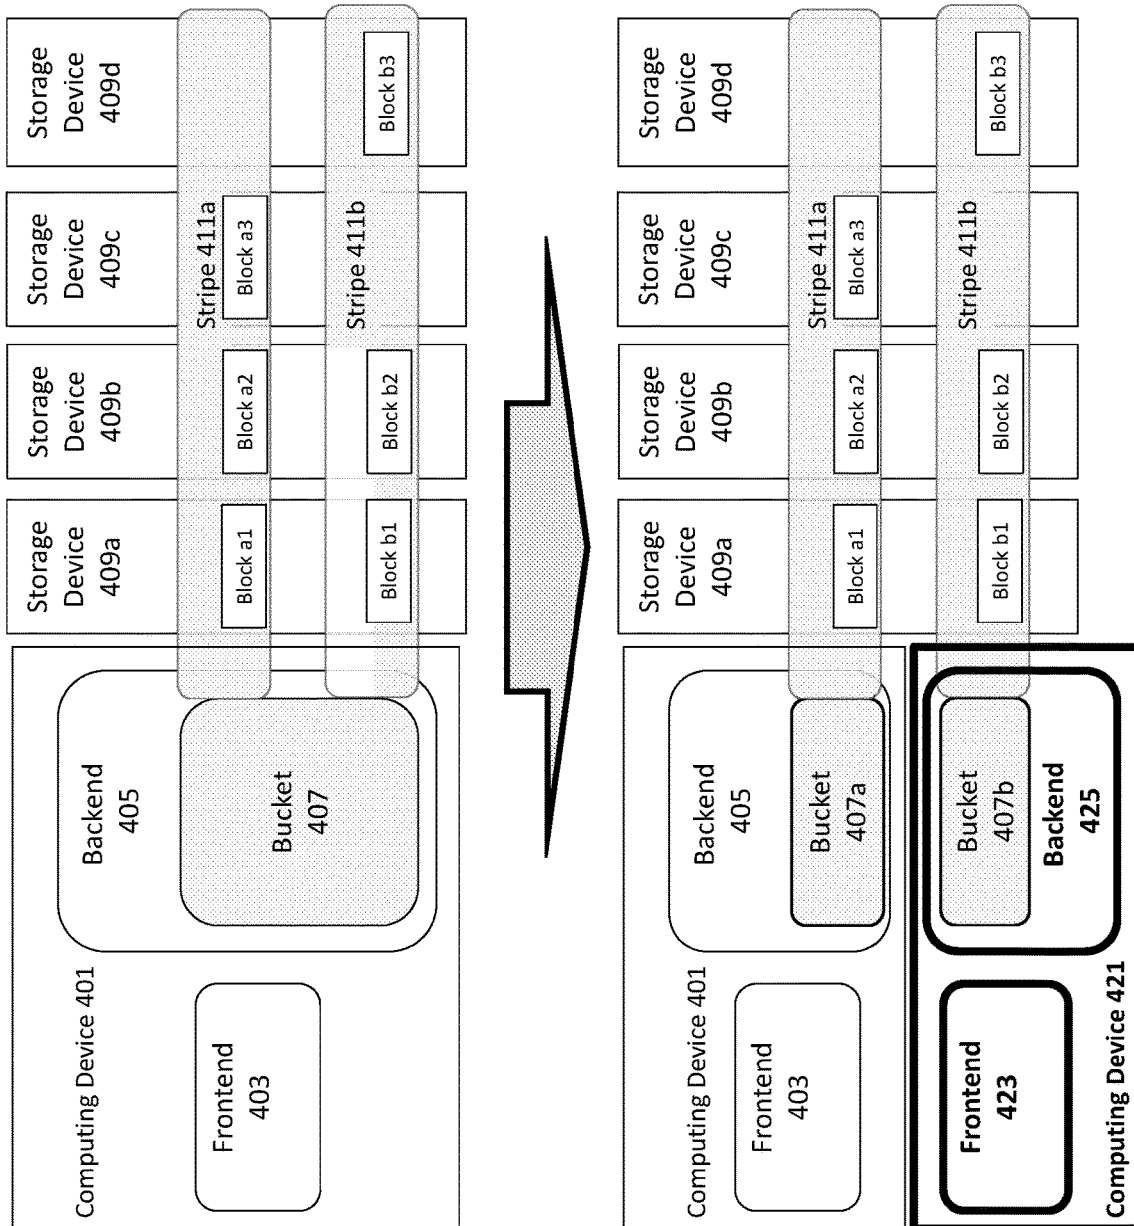 Computing Device 401
Frontend
403
Backend
405
Bucket
407
Storage
Device
409a
Storage
Device
409b
Storage
Device
409c
Storage
Device
409d
Stripe 411a
Block a1
Block a2
Block a3
Stripe 411b
Block b1
Block b2
Block b3
Computing Device 401
Frontend
403
Backend
405
Bucket
407a
Storage
Device
409a
Storage
Device
409b
Storage
Device
409c
Storage
Device
409d
Stripe 411a
Block a1
Block a2
Block a3
Frontend
423
Bucket
407b
Backend
425
Stripe 411b
Block b1
Block b2
Block b3
Computing Device 421